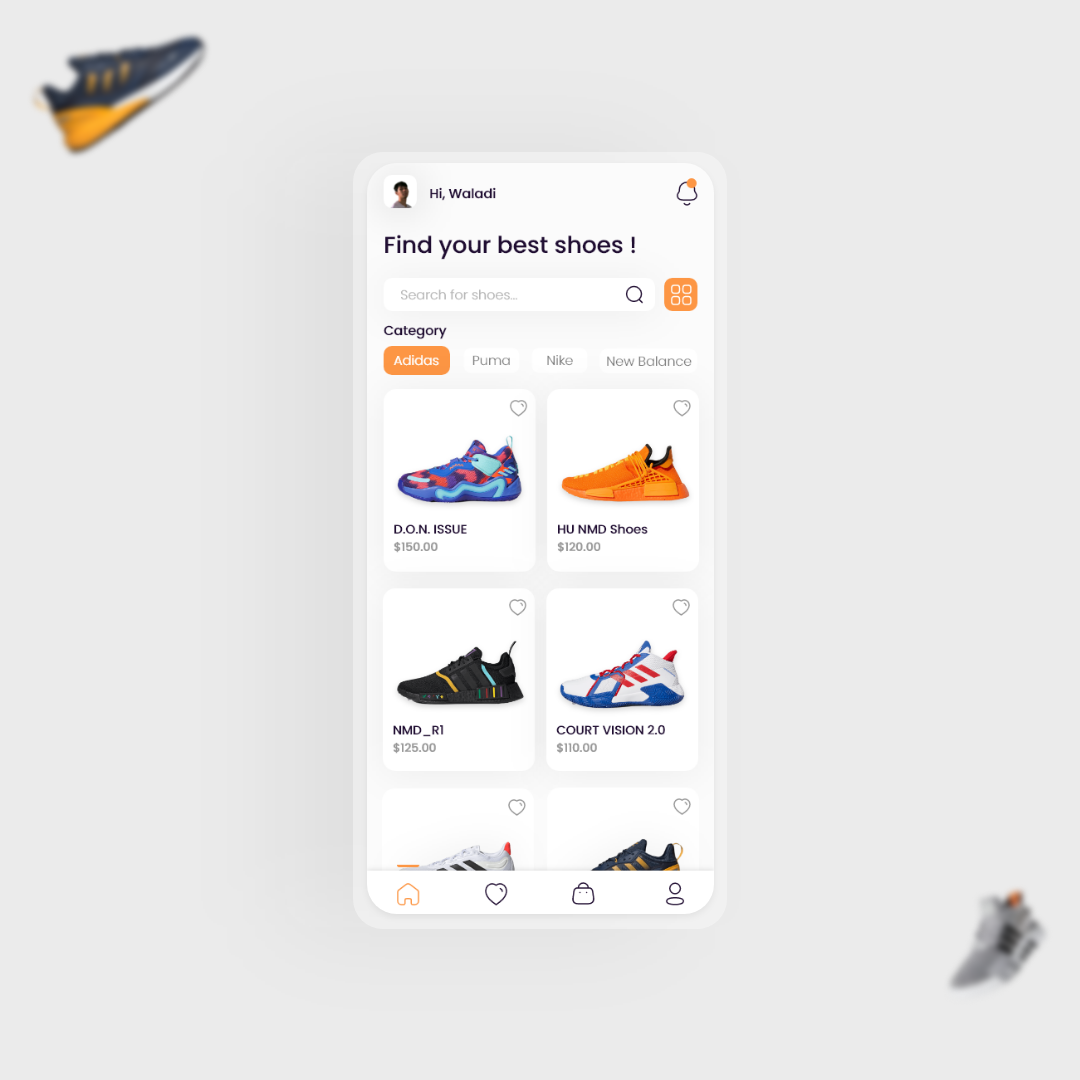 Hi, Waladi
Find your best shoes !
Search for shoes...
Category
Adidas Puma Nike New Balance
D.O.N. ISSUE HU NMD Shoes
$150.00 $120.00
NMD_R1 COURT VISION 2.0
$125.00 $110.00